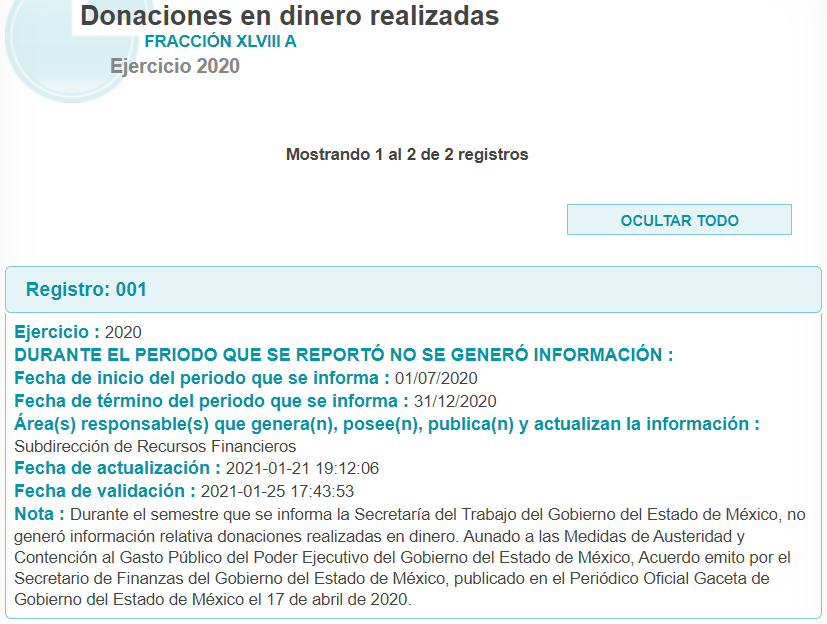 Donaciones en dinero realizadas
FRACCIÓN XLVIII A
Ejercicio 2020
Mostrando 1 al 2 de 2 registros
OCULTAR TODO
Registro: 001
Ejercicio : 2020
DURANTE EL PERIODO QUE SE REPORTÓ NO SE GENERÓ INFORMACIÓN :
Fecha de inicio del periodo que se informa : 01/07/2020
Fecha de término del periodo que se informa : 31/12/2020
Área(s) responsable(s) que genera(n), posee(n), publica(n) y actualizan la información :
Subdirección de Recursos Financieros
Fecha de actualización : 2021-01-21 19:12:06
Fecha de validación : 2021-01-25 17:43:53
Nota : Durante el semestre que se informa la Secretaría del Trabajo del Gobierno del Estado de México, no
generó información relativa donaciones realizadas en dinero. Aunado a las Medidas de Austeridad y
Contención al Gasto Público del Poder Ejecutivo del Gobierno del Estado de México, Acuerdo emito por el
Secretario de Finanzas del Gobierno del Estado de México, publicado en el Periódico Oficial Gaceta de
Gobierno del Estado de México el 17 de abril de 2020.